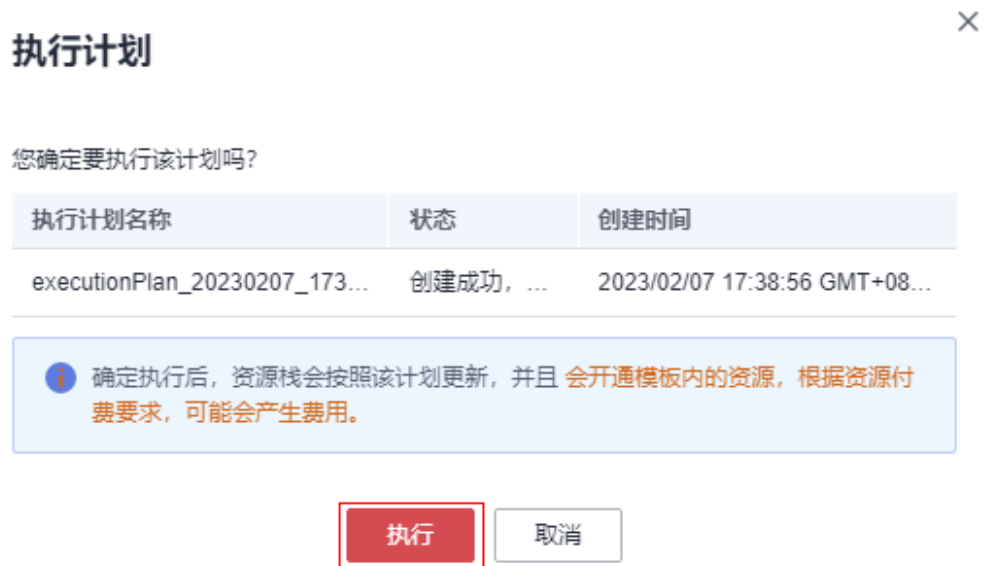 执行计划
您确定要执行该计划吗?
执行计划名称 状态 创建时间
executionPlan_20230207_173... 创建成功， ... 2023/02/07 17:38:56 GMT+08...
确定执行后，资源栈会按照该计划更新，并且 会开通模板内的资源，根据资源付
费要求，可能会产生费用。
执行 取消